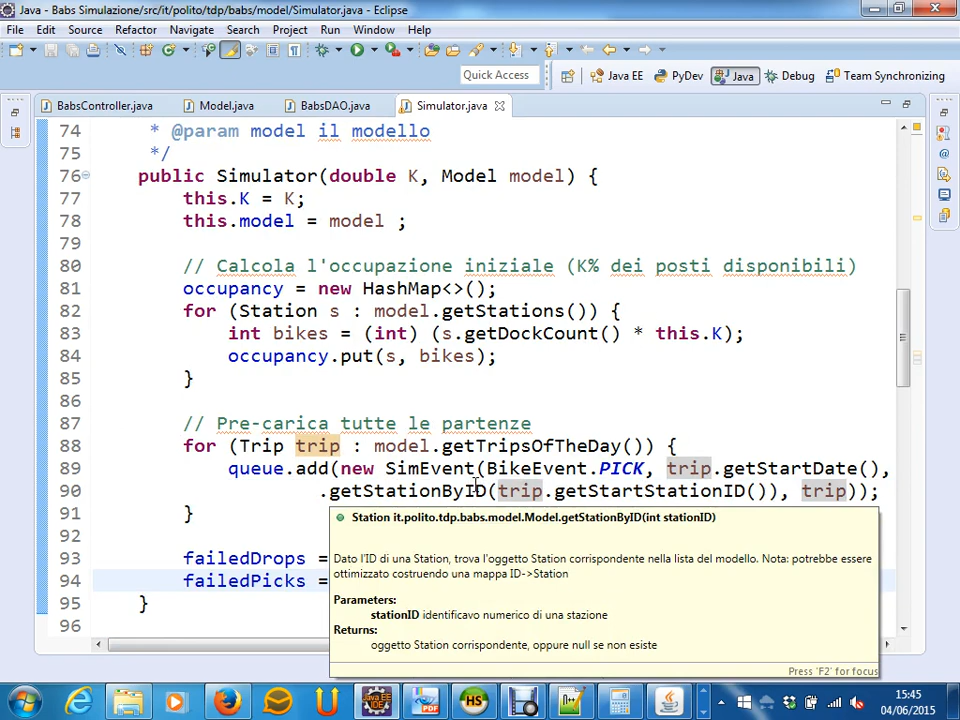 Java - Babs Simulazione/src/it/polito/tdp/babs/model/Simulator.java - Eclipse
File Edit Source Refactor Navigate Search Project Run Window Help
Quick Access Java EE PyDev Java Debug Team Synchronizing
BabsController.java Model.java BabsDAO.java Simulator.java
74 * @param model il modello
75 */
76 public Simulator(double K, Model model) {
77 this.K = K;
78 this.model = model ;
79
80 // Calcola l'occupazione iniziale (K% dei posti disponibili)
81 occupancy = new HashMap<>();
82 for (Station s : model.getStations()) {
83 int bikes = (int) (s.getDockCount() * this.K);
84 occupancy.put(s, bikes);
85 }
86
87 // Pre-carica tutte le partenze
88 for (Trip trip : model.getTripsOfTheDay()) {
89 queue.add(new SimEvent(BikeEvent.PICK, trip.getStartDate(),
90 .getStationByID(trip.getStartStationID()), trip));
91 }
92
93 failedDrops =
94 failedPicks =
95 }
96
Station it.polito.tdp.babs.model.Model.getStationByID(int stationID)
Dato l'ID di una Station, trova l'oggetto Station corrispondente nella lista del modello. Nota: potrebbe essere
ottimizzato costruendo una mappa ID->Station
Parameters:
stationID identificavo numerico di una stazione
Returns:
oggetto Station corrispondente, oppure null se non esiste
Press 'F2' for focus
15:45
04/06/2015